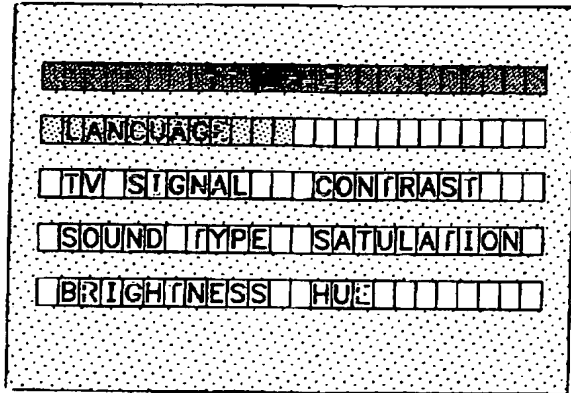 LANGUAGE
TV SIGNAL CONTRAST
SOUND TYPE SATULATION
BRIGHTNESS HUE